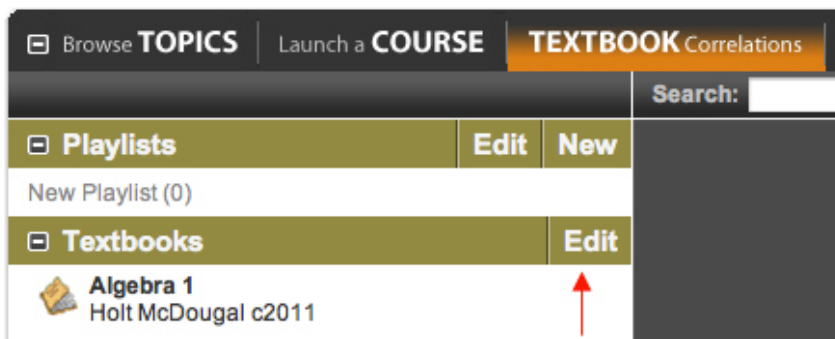 Browse TOPICS Launch a COURSE TEXTBOOK Correlations
Search:
Playlists Edit New
New Playlist (0)
Textbooks Edit
Algebra 1
Holt McDougal c2011